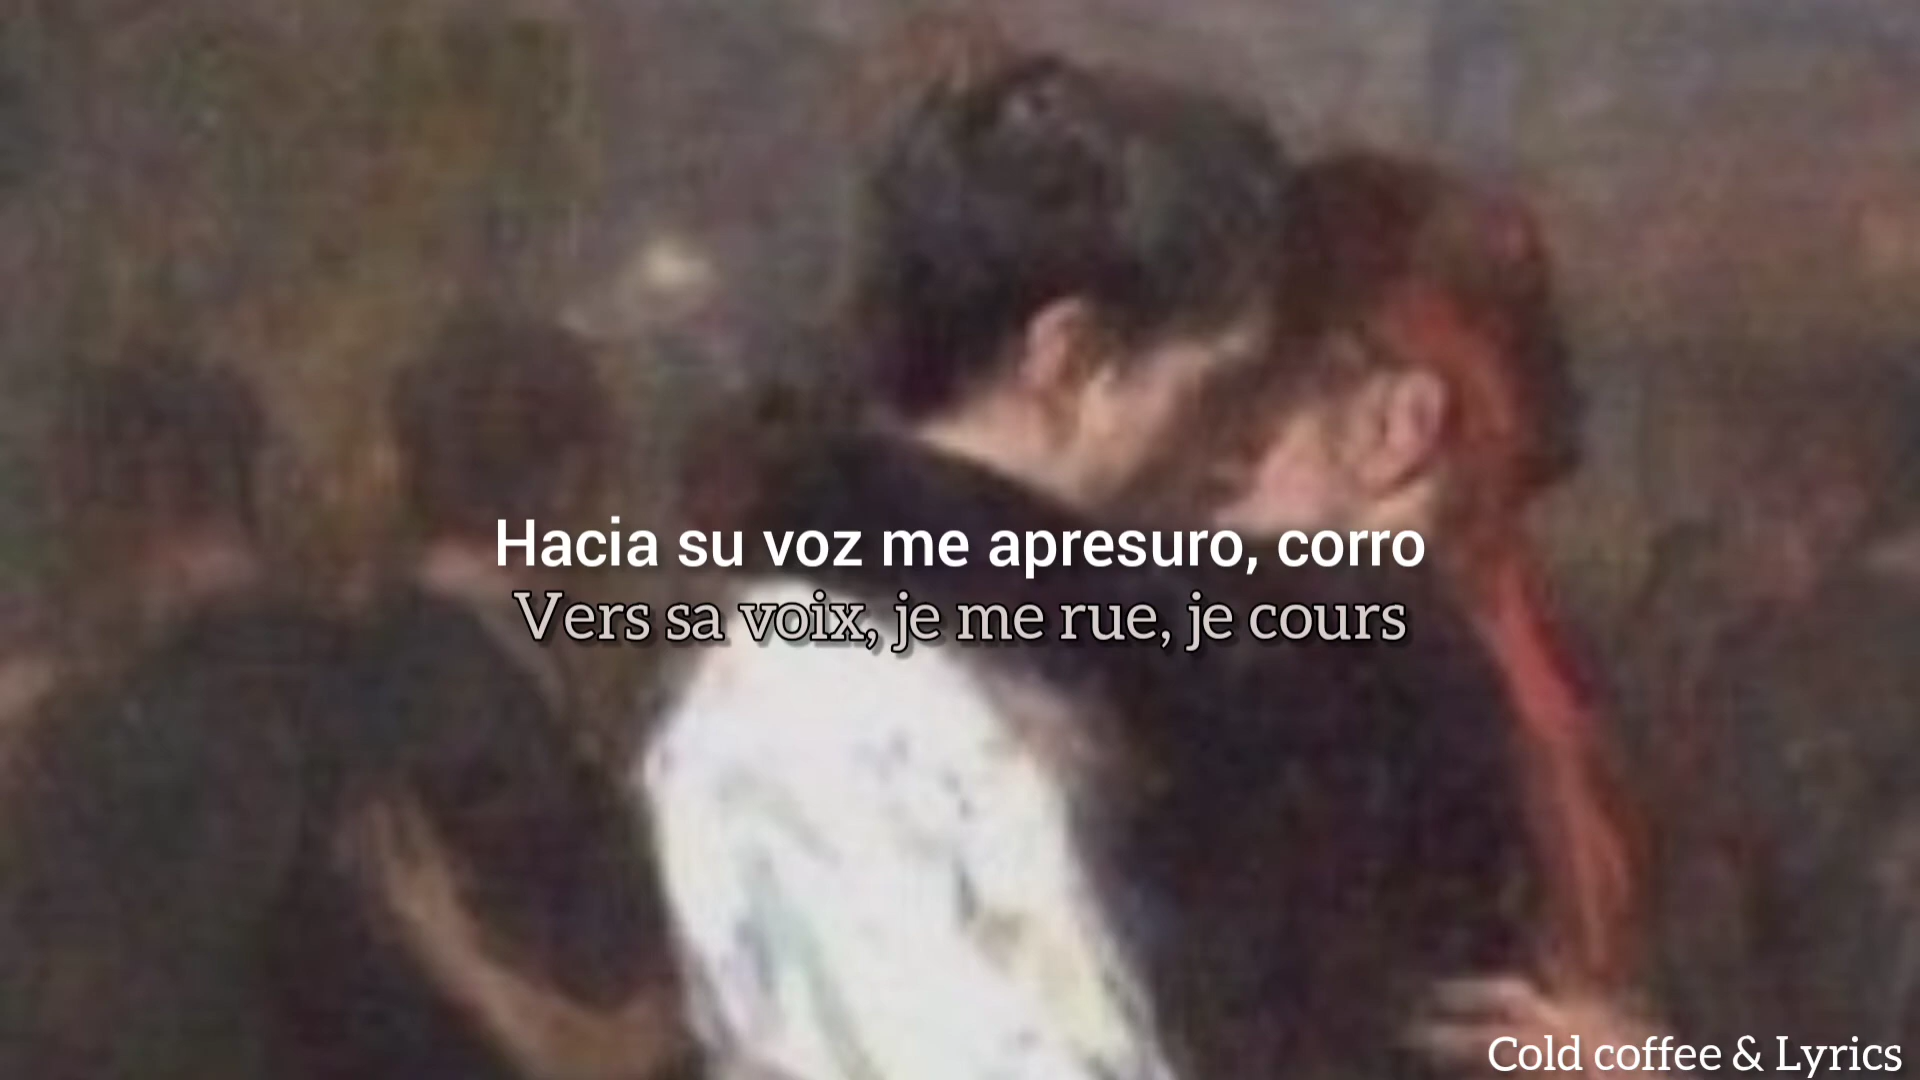 Hacia su voz me apresuro, corro
Vers sa voix, je me rue, je cours
Cold coffee & Lyrics